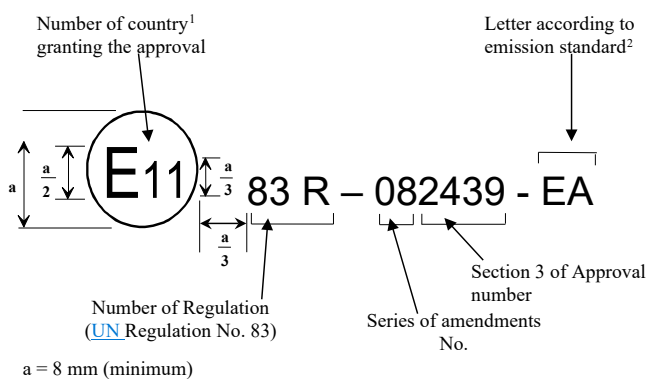 Number of country1
granting the approval
Letter according to
emission standard2
a
a
2
E11
a
3
83 R – 082439 - EA
a
3
Section 3 of Approval
number
Number of Regulation
(UN Regulation No. 83)
Series of amendments
No.
a = 8 mm (minimum)